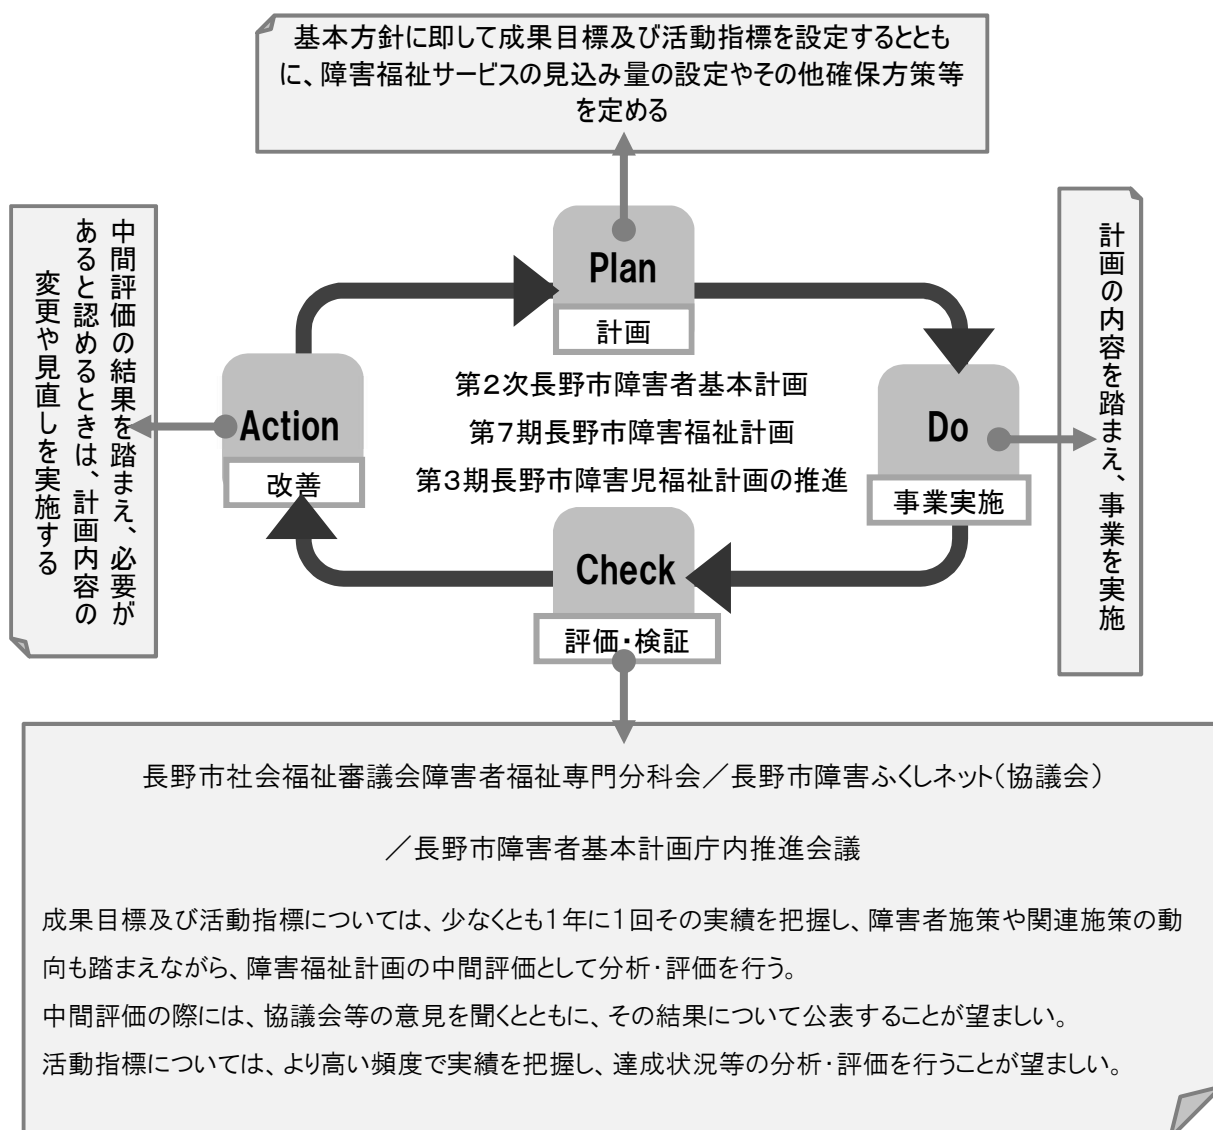 基本方針に即して成果目標及び活動指標を設定するととも
に、障害福祉サービスの見込み量の設定やその他確保方策等
を定める
Plan
計画
計画の内容を踏まえ、事業を実施
Do
事業実施
第2次長野市障害者基本計画
第7期長野市障害福祉計画
第3期長野市障害児福祉計画の推進
中間評価の結果を踏まえ、必要が
あると認めるときは、計画内容の
変更や見直しを実施する
Action
改善
Check
評価・検証
長野市社会福祉審議会障害者福祉専門分科会／長野市障害ふくしネット（協議会）
／長野市障害者基本計画庁内推進会議
成果目標及び活動指標については、少なくとも1年に1回その実績を把握し、障害者施策や関連施策の動
向も踏まえながら、障害福祉計画の中間評価として分析・評価を行う。
中間評価の際には、協議会等の意見を聞くとともに、その結果について公表することが望ましい。
活動指標については、より高い頻度で実績を把握し、達成状況等の分析・評価を行うことが望ましい。